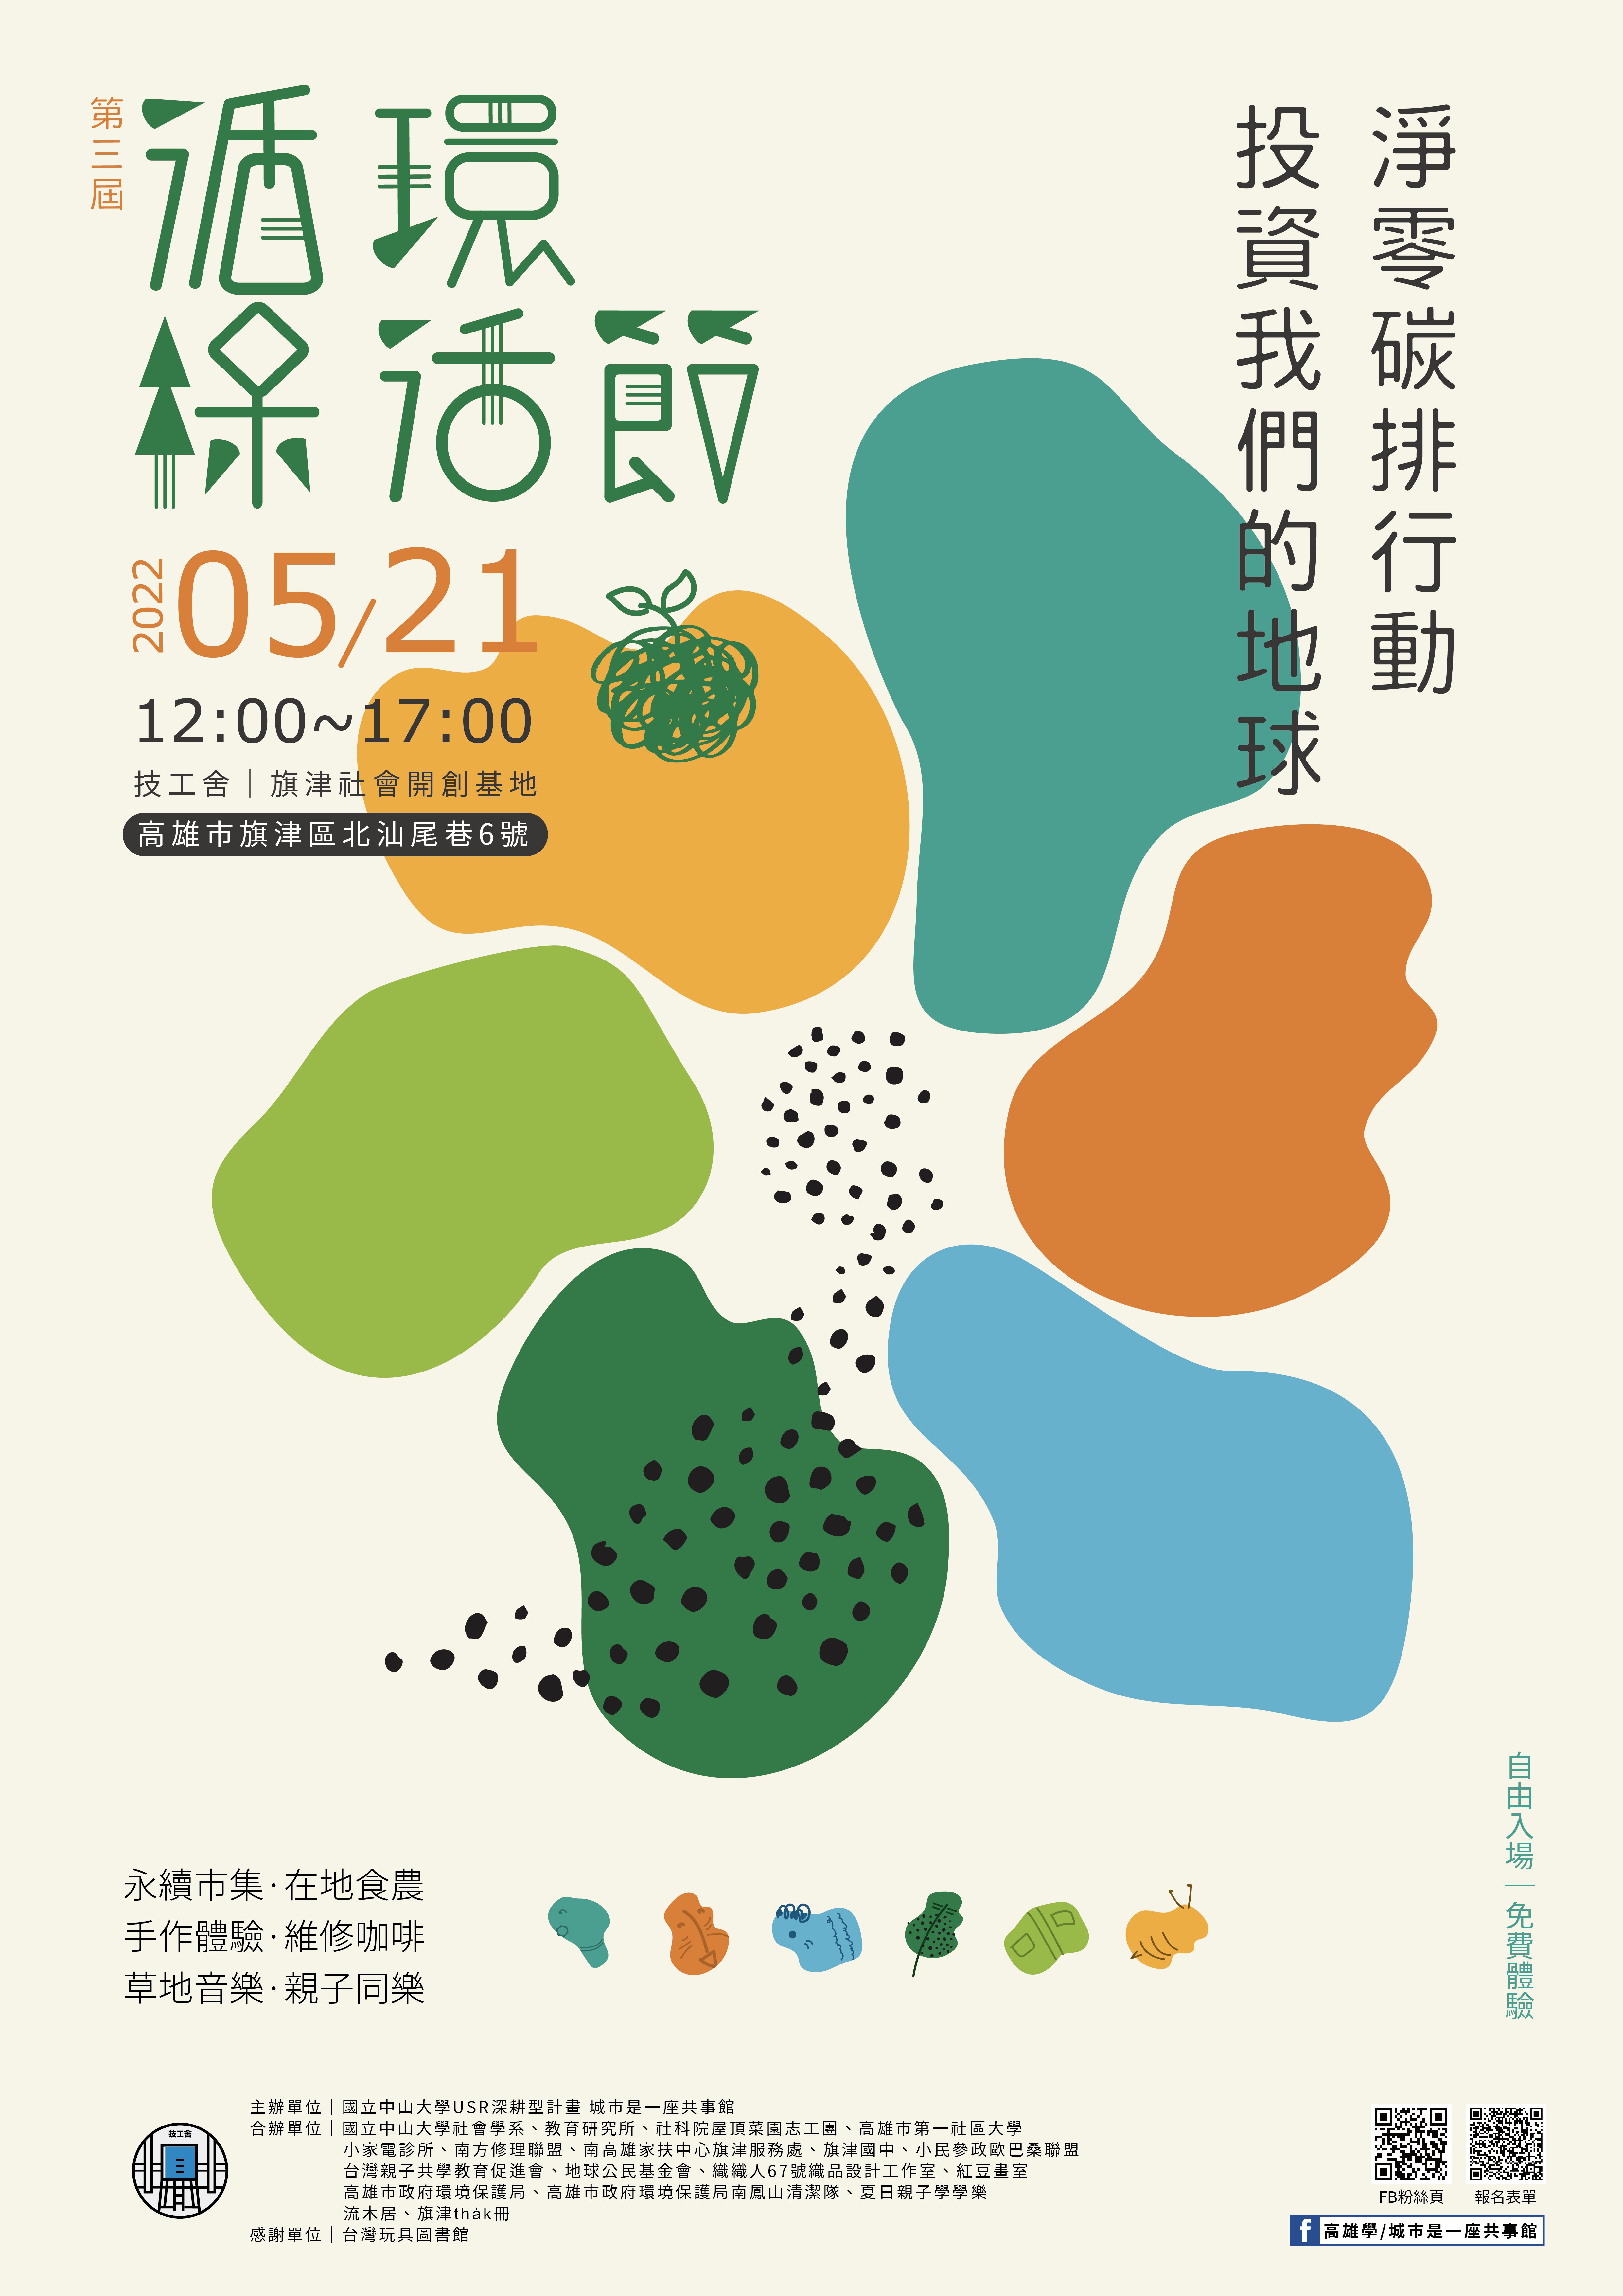 第三屆
循環
綠活節
2022
05/21
12:00~17:00
技工舍｜旗津社會開創基地
高雄市旗津區北汕尾巷6號
淨零碳排行動
投資我們的地球
自由入場｜免費體驗
永續市集·在地食農
手作體驗·維修咖啡
草地音樂·親子同樂
技工舍
主辦單位｜國立中山大學USR深耕型計畫 城市是一座共事館
合辦單位｜國立中山大學社會學系、教育研究所、社科院屋頂菜園志工團、高雄市第一社區大學
小家電診所、南方修理聯盟、南高雄家扶中心旗津服務處、旗津國中、小民參政歐巴桑聯盟
台灣親子共學教育促進會、地球公民基金會、織織人67號織品設計工作室、紅豆畫室
高雄市政府環境保護局、高雄市政府環境保護局南鳳山清潔隊、夏日親子學學樂
流木居、旗津tha̍k冊
感謝單位｜台灣玩具圖書館
FB粉絲頁
報名表單
f 高雄學/城市是一座共事館